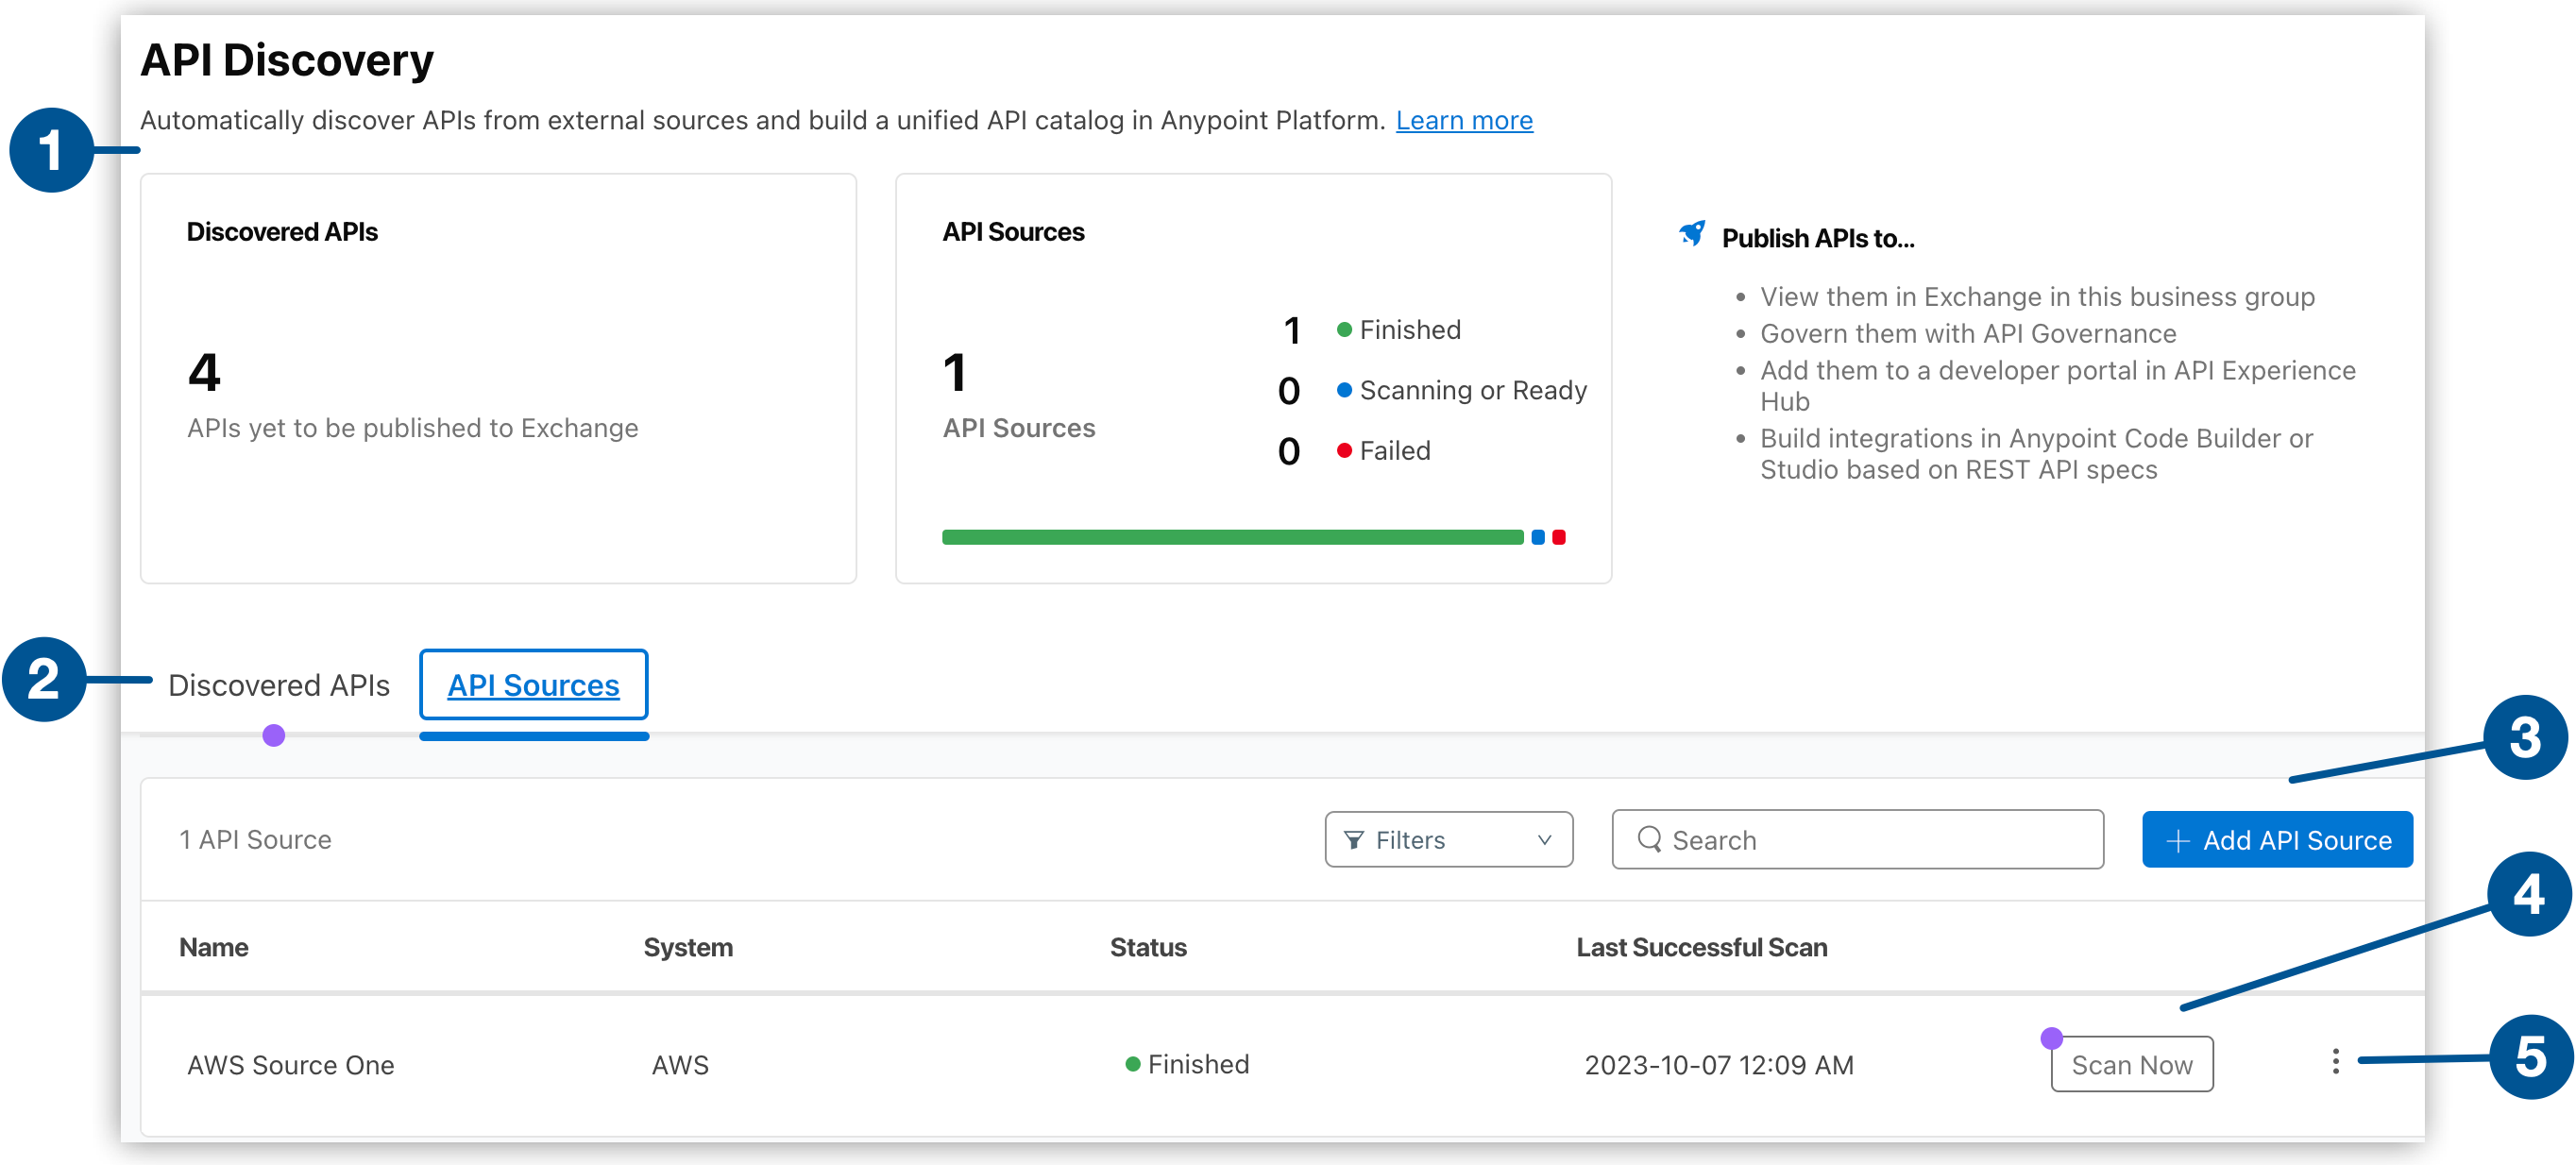 API Discovery
Automatically discover APIs from external sources and build a unified API catalog in Anypoint Platform. Learn more
1
Discovered APIs
4
APIs yet to be published to Exchange
API Sources
1
API Sources
1 Finished
0 Scanning or Ready
0 Failed
Publish APIs to...
• View them in Exchange in this business group
• Govern them with API Governance
• Add them to a developer portal in API Experience
Hub
• Build integrations in Anypoint Code Builder or
Studio based on REST API specs
2
Discovered APIs API Sources
3
1 API Source Filters Search + Add API Source
4
Name System Status Last Successful Scan
AWS Source One AWS Finished 2023-10-07 12:09 AM Scan Now
5